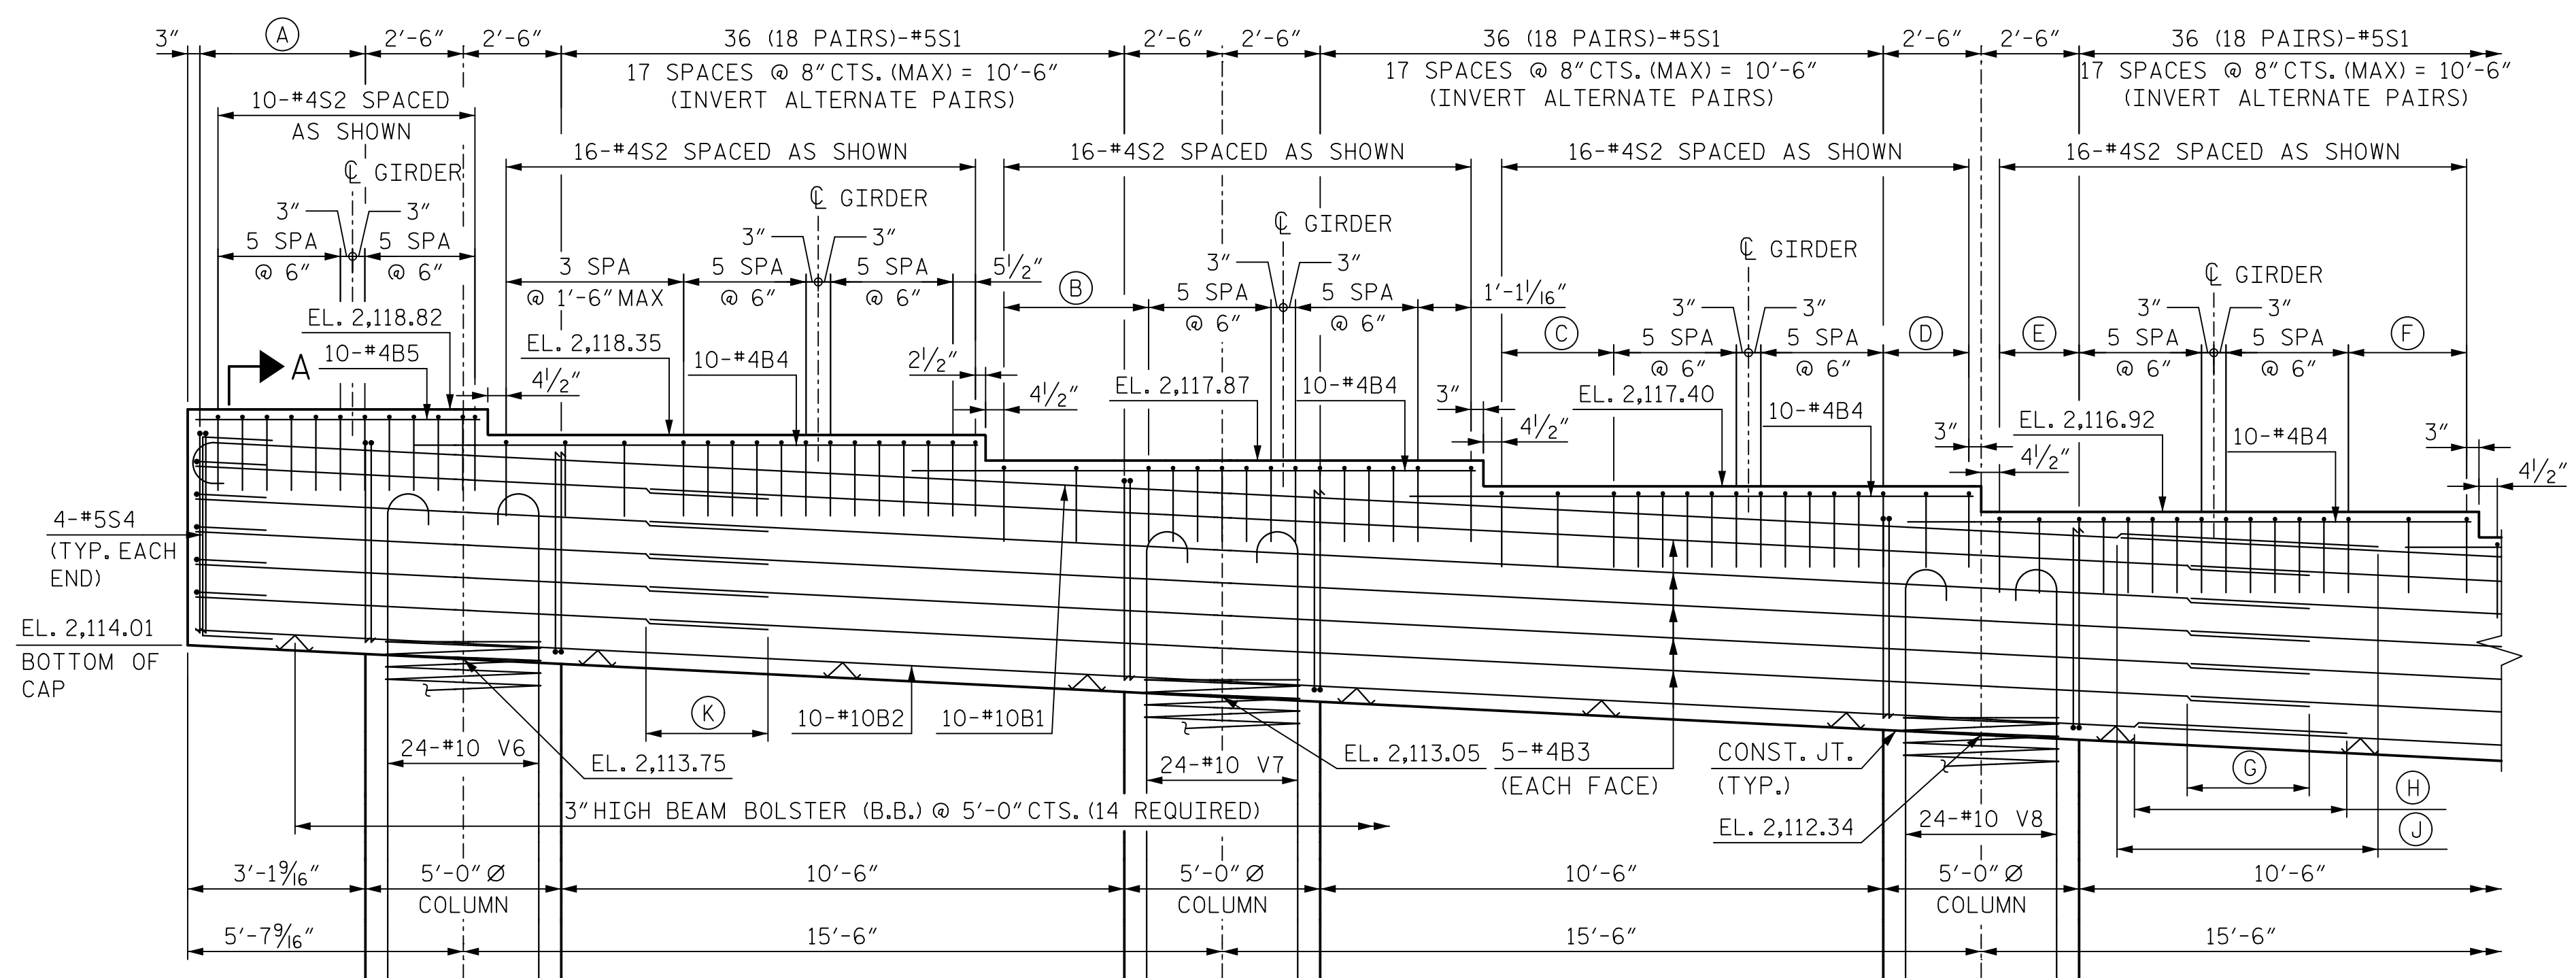 3" Ⓐ 2'-6" 2'-6" 36 (18 PAIRS)-#5S1 2'-6" 2'-6" 36 (18 PAIRS)-#5S1 2'-6" 2'-6" 36 (18 PAIRS)-#5S1
17 SPACES @ 8" CTS. (MAX) = 10'-6" 17 SPACES @ 8" CTS. (MAX) = 10'-6" 17 SPACES @ 8" CTS. (MAX) = 10'-6"
(INVERT ALTERNATE PAIRS) (INVERT ALTERNATE PAIRS) (INVERT ALTERNATE PAIRS)
10-#4S2 SPACED
AS SHOWN
16-#4S2 SPACED AS SHOWN 16-#4S2 SPACED AS SHOWN 16-#4S2 SPACED AS SHOWN 16-#4S2 SPACED AS SHOWN
℄ GIRDER
℄ GIRDER
℄ GIRDER
℄ GIRDER
℄ GIRDER
3" 3"
5 SPA 5 SPA
@ 6" @ 6"
3" 3"
3 SPA 5 SPA 5 SPA 5 1/2"
@ 1'-6" MAX @ 6" @ 6"
3" 3"
Ⓑ 5 SPA 5 SPA 1'-1 1/16"
@ 6" @ 6"
3" 3"
Ⓒ 5 SPA 5 SPA Ⓓ
@ 6" @ 6"
3" 3"
Ⓔ 5 SPA 5 SPA Ⓕ
@ 6" @ 6"
EL. 2,118.82
10-#4B5
A
4 1/2"
EL. 2,118.35
10-#4B4
2 1/2"
4 1/2"
EL. 2,117.87
10-#4B4
3"
4 1/2"
EL. 2,117.40
10-#4B4
3"
4 1/2"
EL. 2,116.92
10-#4B4
3"
4 1/2"
4-#5S4
(TYP. EACH
END)
EL. 2,114.01
BOTTOM OF
CAP
Ⓚ
10-#10B2
10-#10B1
24-#10 V6
EL. 2,113.75
24-#10 V7
EL. 2,113.05
5-#4B3
(EACH FACE)
CONST. JT.
(TYP.)
EL. 2,112.34
24-#10 V8
Ⓖ
Ⓗ
Ⓙ
3" HIGH BEAM BOLSTER (B.B.) @ 5'-0" CTS. (14 REQUIRED)
3'-1 9/16" 5'-0" Ø 10'-6" 5'-0" Ø 10'-6" 5'-0" Ø 10'-6"
COLUMN COLUMN COLUMN
5'-7 9/16" 15'-6" 15'-6" 15'-6"